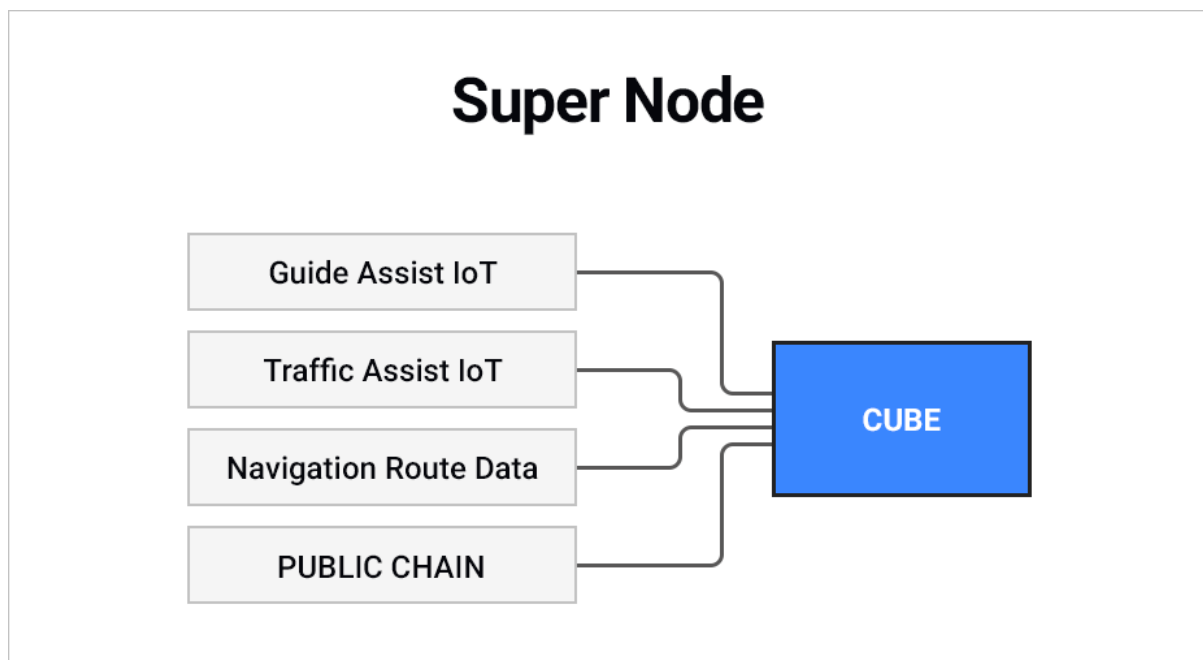 Super Node
Guide Assist IoT
Traffic Assist IoT
Navigation Route Data
PUBLIC CHAIN
CUBE